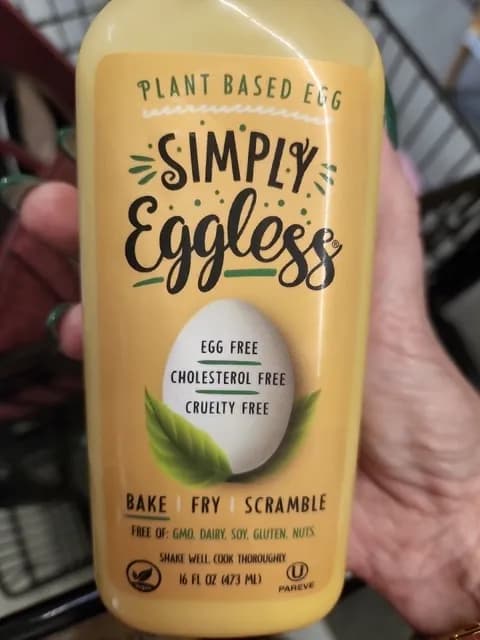 PLANT BASED EGG
SIMPLY
Eggless®
EGG FREE
CHOLESTEROL FREE
CRUELTY FREE
BAKE | FRY | SCRAMBLE
FREE OF: GMO, DAIRY, SOY, GLUTEN, NUTS.
SHAKE WELL. COOK THOROUGHLY.
16 FL OZ (473 ML)
U
PAREVE